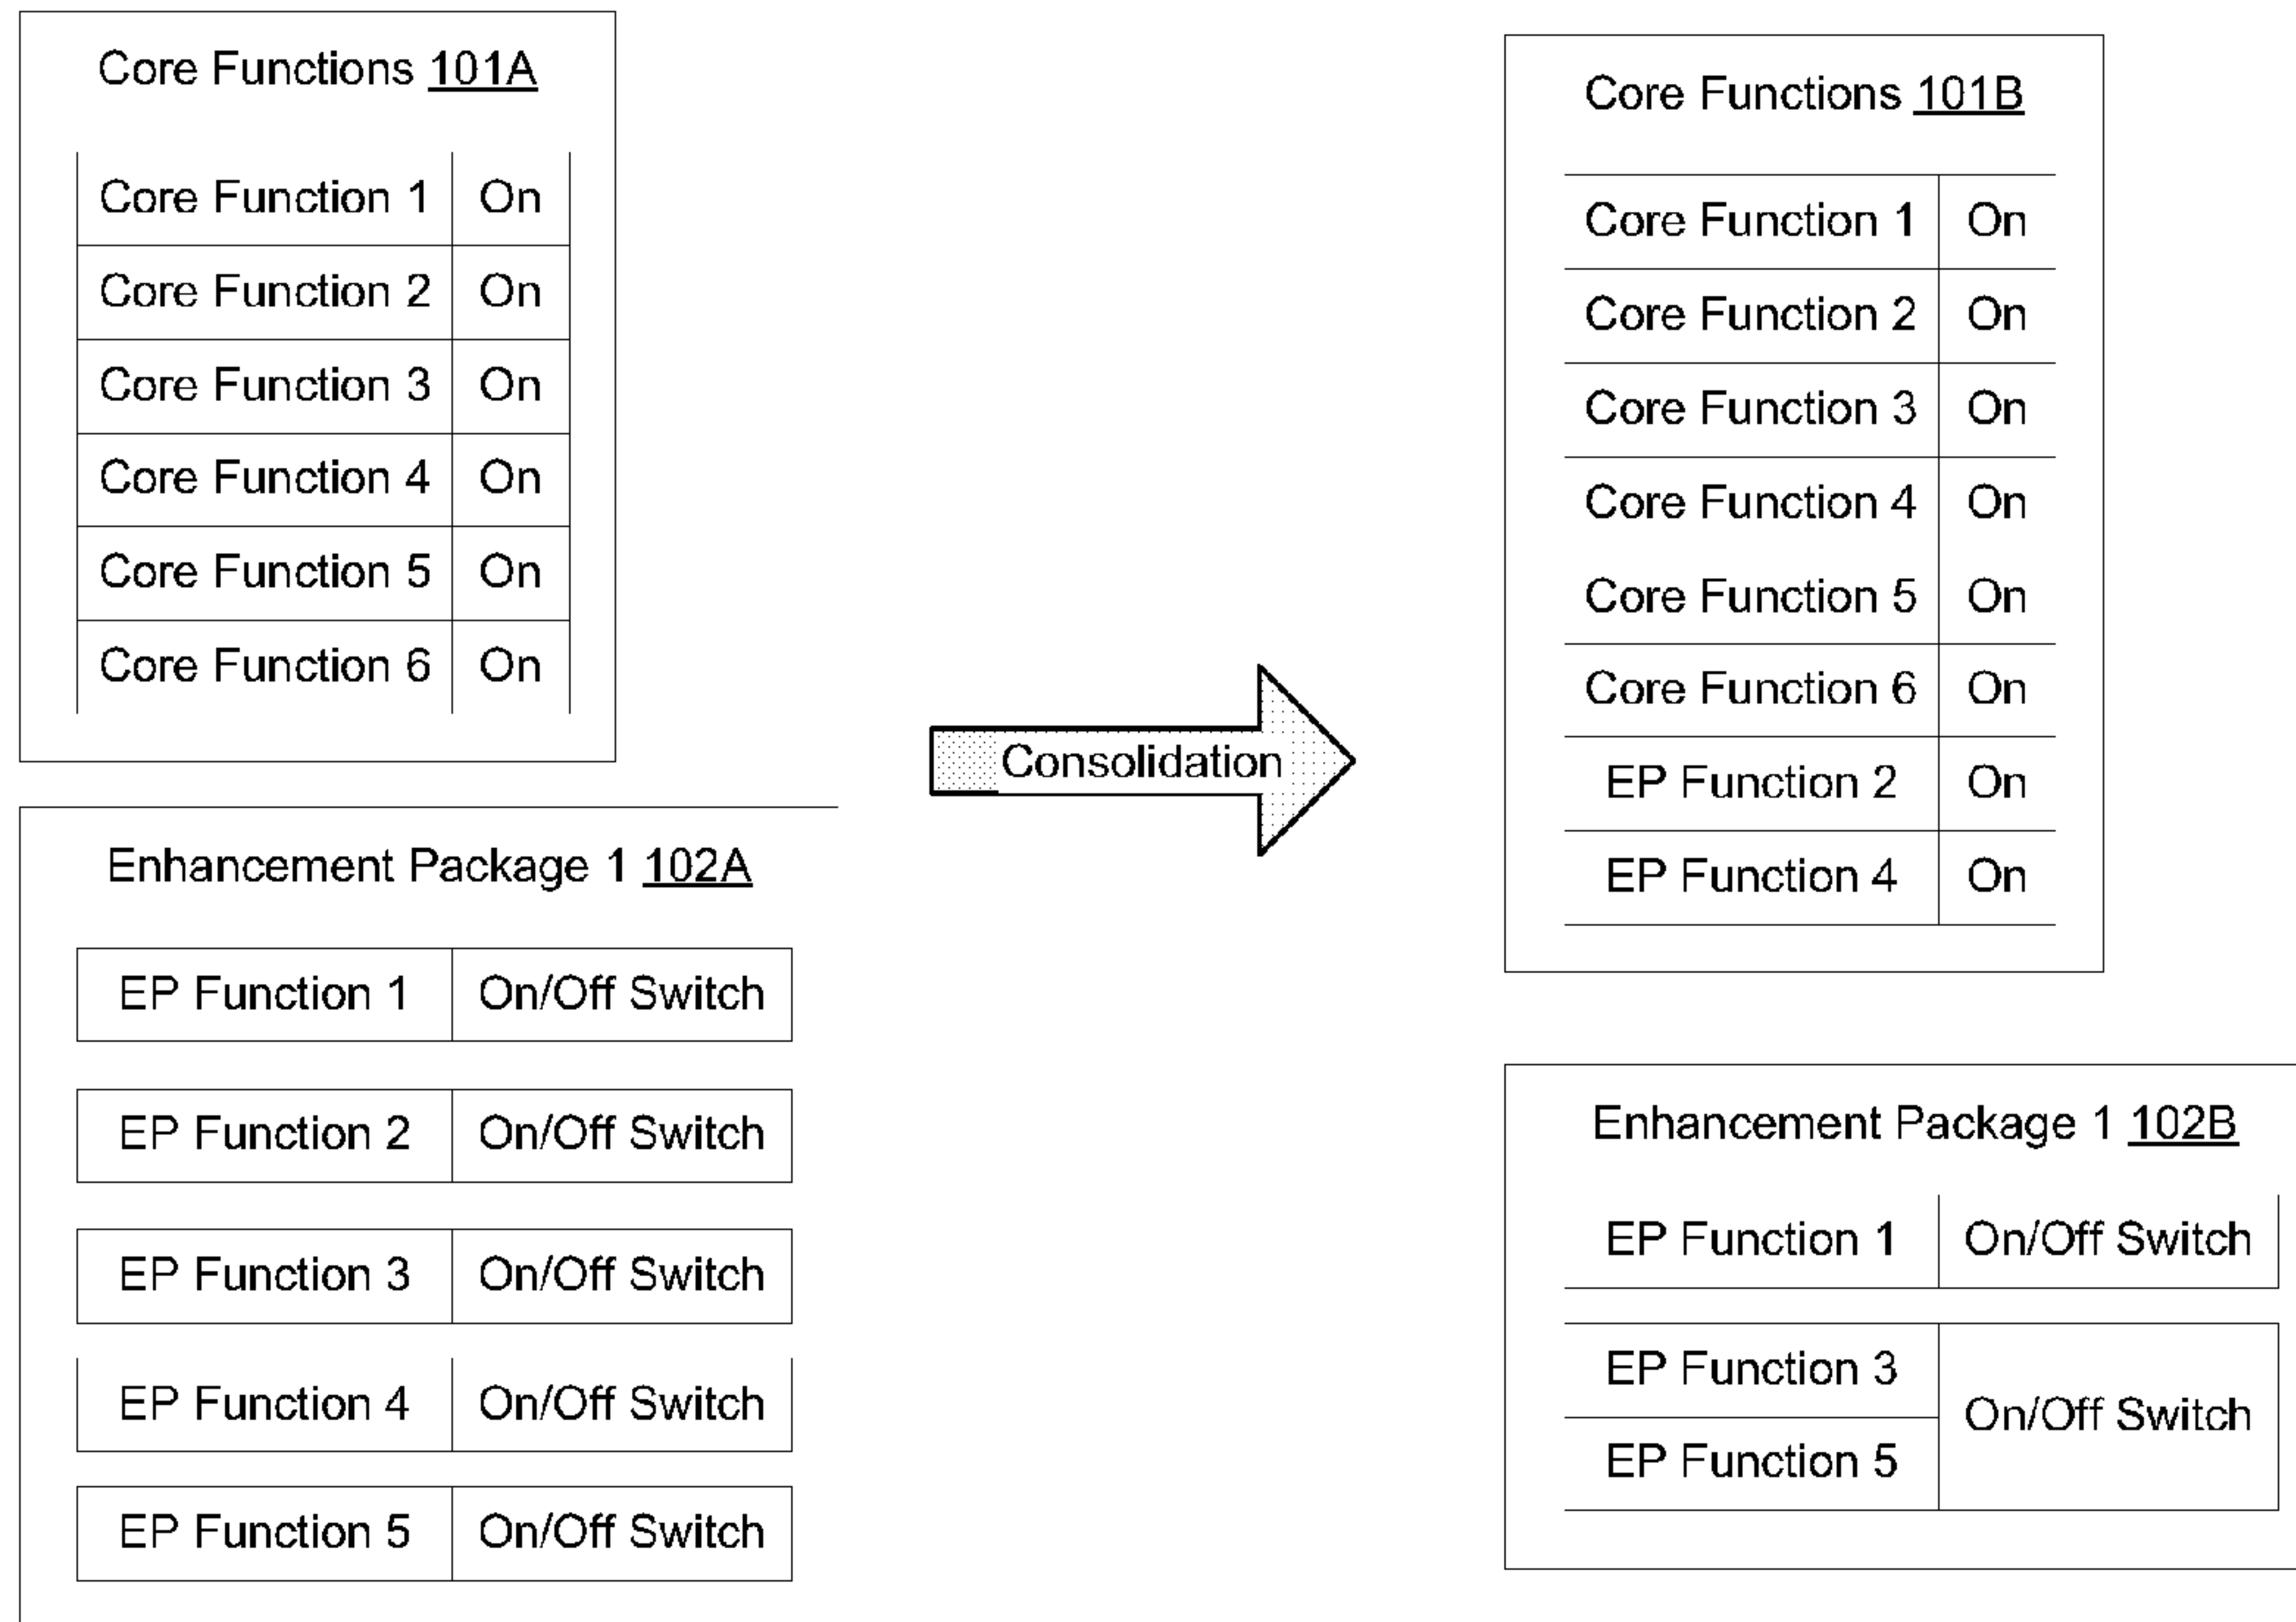 Core Functions 101A
Core Function 1 On
Core Function 2 On
Core Function 3 On
Core Function 4 On
Core Function 5 On
Core Function 6 On
Enhancement Package 1 102A
EP Function 1 On/Off Switch
EP Function 2 On/Off Switch
EP Function 3 On/Off Switch
EP Function 4 On/Off Switch
EP Function 5 On/Off Switch
Consolidation
Core Functions 101B
Core Function 1 On
Core Function 2 On
Core Function 3 On
Core Function 4 On
Core Function 5 On
Core Function 6 On
EP Function 2 On
EP Function 4 On
Enhancement Package 1 102B
EP Function 1 On/Off Switch
EP Function 3
On/Off Switch
EP Function 5